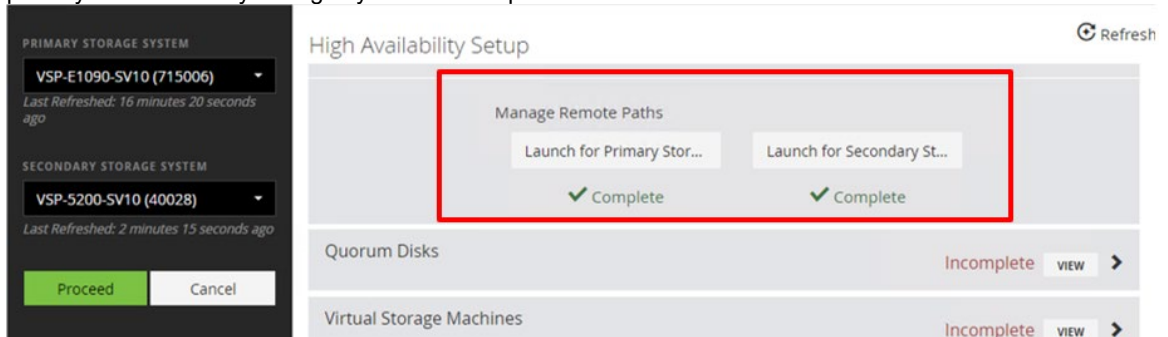 PRIMARY STORAGE SYSTEM
VSP-E1090-SV10 (715006)
Last Refreshed: 16 minutes 20 seconds
ago
SECONDARY STORAGE SYSTEM
VSP-5200-SV10 (40028)
Last Refreshed: 2 minutes 15 seconds ago
Proceed Cancel
High Availability Setup
Refresh
Manage Remote Paths
Launch for Primary Stor... Launch for Secondary St...
Complete Complete
Quorum Disks
Incomplete VIEW
Virtual Storage Machines
Incomplete VIEW